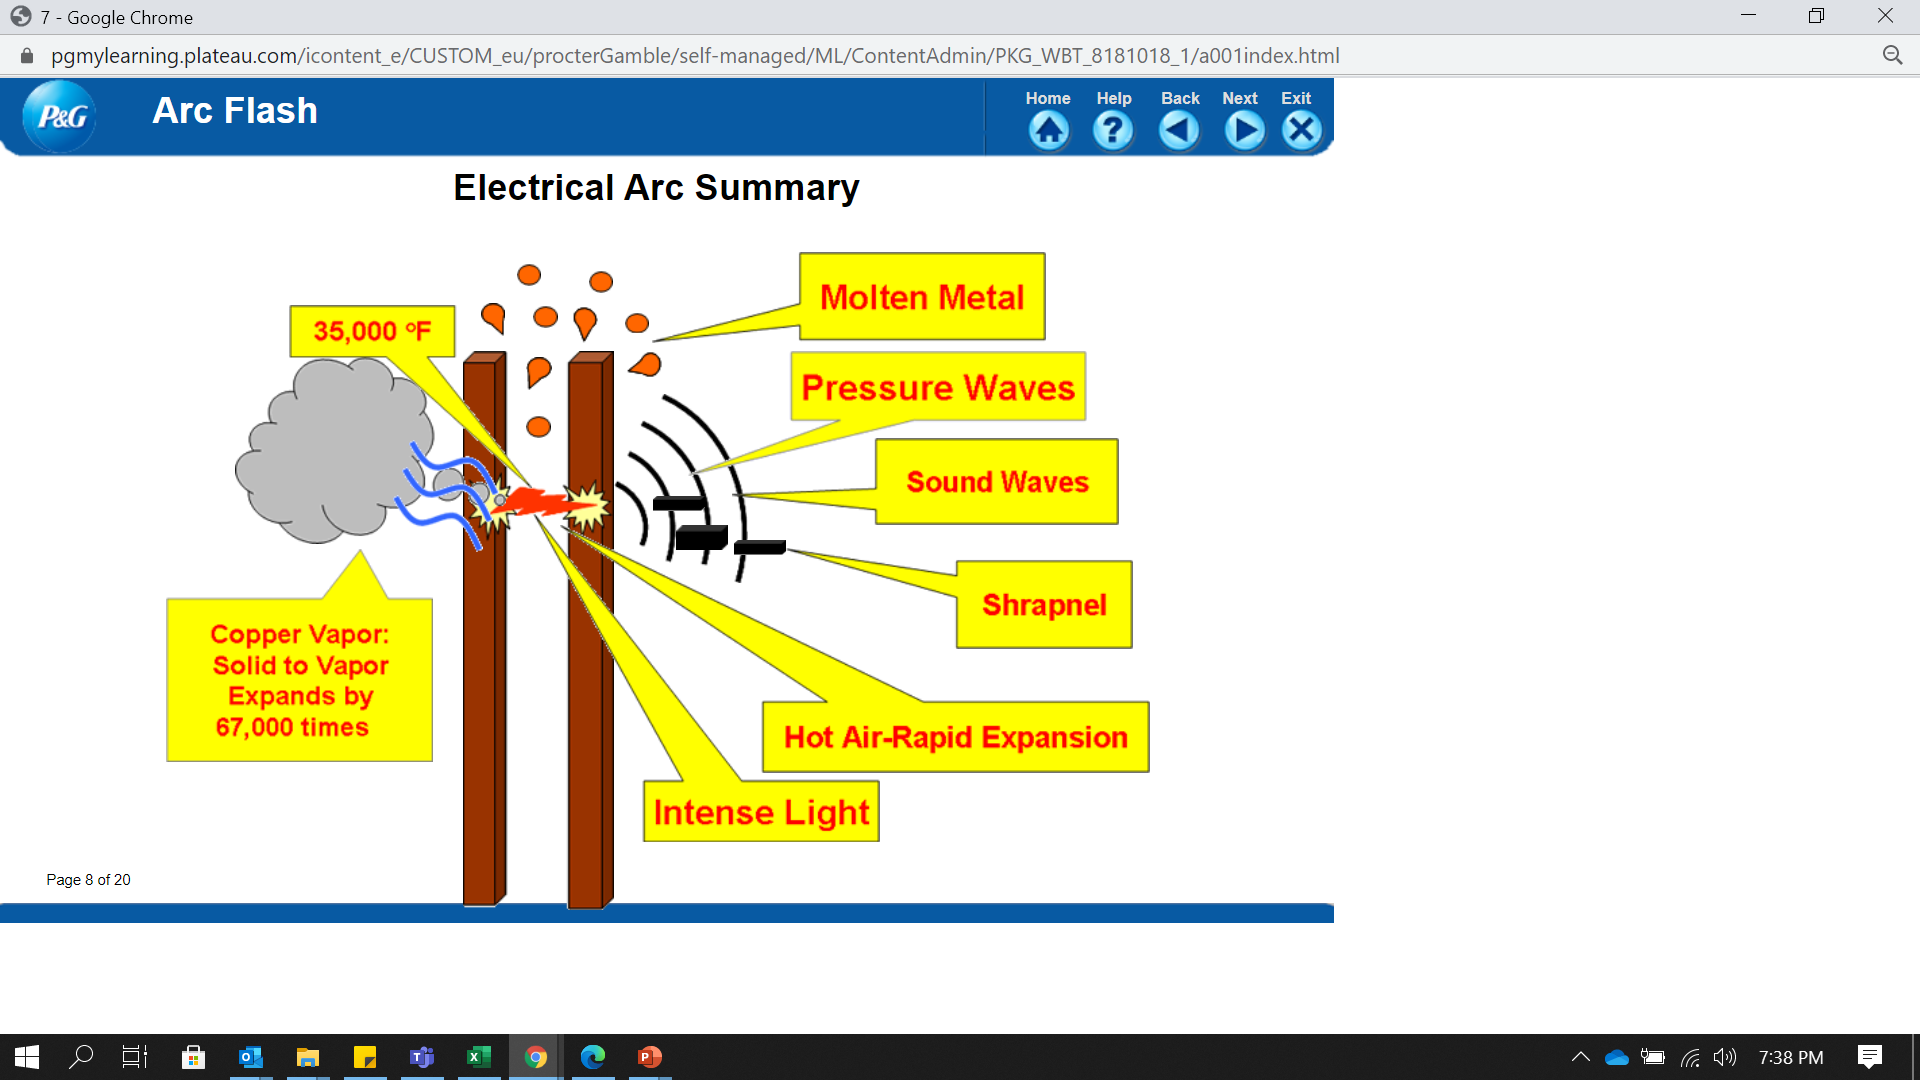 7 - Google Chrome
pgmylearning.plateau.com/icontent_e/CUSTOM_eu/procterGamble/self-managed/ML/ContentAdmin/PKG_WBT_8181018_1/a001index.html
P&G
Arc Flash
Home Help Back Next Exit
Electrical Arc Summary
Molten Metal
35,000 °F
Pressure Waves
Sound Waves
Shrapnel
Copper Vapor:
Solid to Vapor
Expands by
67,000 times
Hot Air-Rapid Expansion
Intense Light
Page 8 of 20
7:38 PM